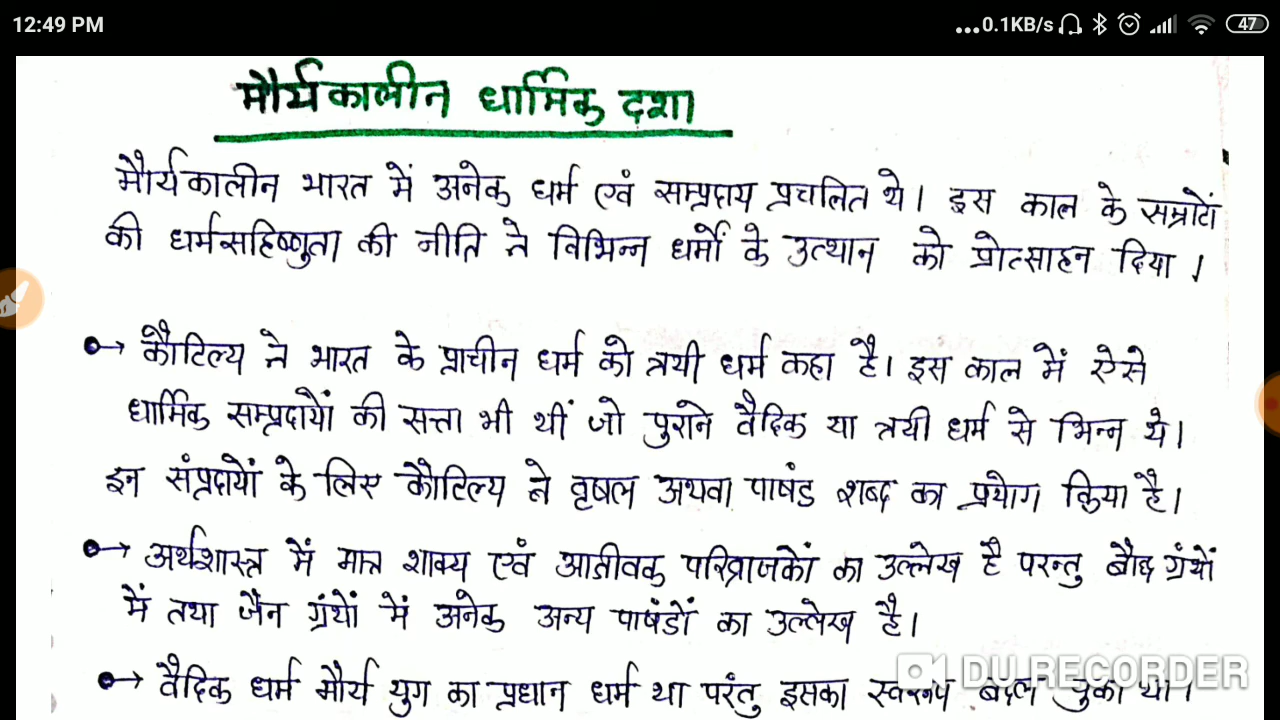 12:49 PM
...0.1KB/s 47
मौर्यकालीन धार्मिक दशा
मौर्यकालीन भारत में अनेक धर्म एवं सम्प्रदाय प्रचलित थे। इस काल के सम्राटों
की धर्मसहिष्णुता की नीति ने विभिन्न धर्मों के उत्थान को प्रोत्साहन दिया।
कौटिल्य ने भारत के प्राचीन धर्म को त्रयी धर्म कहा है। इस काल में ऐसे
धार्मिक सम्प्रदायों की सत्ता भी थीं जो पुराने वैदिक या त्रयी धर्म से भिन्न थे।
इन संप्रदायों के लिए कौटिल्य ने वृषल अथवा पाषंड शब्द का प्रयोग किया है।
अर्थशास्त्र में मात्र शाक्य एवं आजीवक परिव्राजकों का उल्लेख है परन्तु बौद्ध ग्रंथों
में तथा जैन ग्रंथों में अनेक अन्य पाषंडों का उल्लेख है।
वैदिक धर्म मौर्य युग का प्रधान धर्म था परंतु इसका स्वरूप बदल चुका था।
DU RECORDER